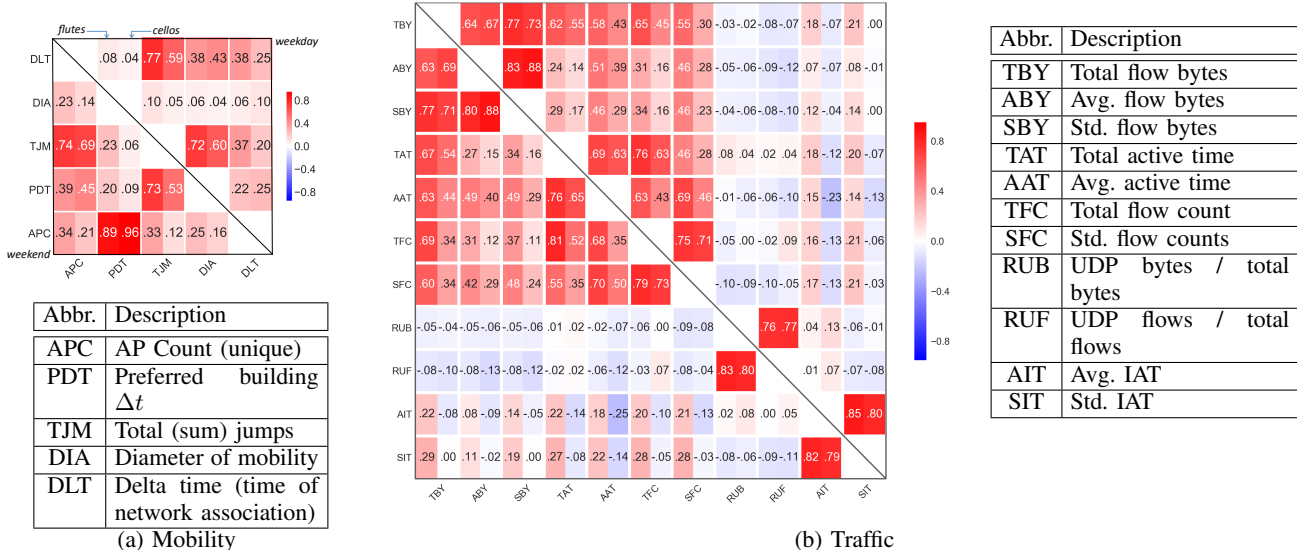 flutes cellos
weekday
DLT .08 .04 .77 .59 .38 .43 .38 .25
DIA .23 .14 .10 .05 .06 .04 .06 .10
TJM .74 .69 .23 .06 .72 .60 .37 .20
PDT .39 .45 .20 .09 .73 .53 .22 .25
APC .34 .21 .89 .96 .33 .12 .25 .16
weekend
APC PDT TJM DIA DLT
0.8
0.4
0.0
−0.4
−0.8
Abbr. Description
APC AP Count (unique)
PDT Preferred building
Δt
TJM Total (sum) jumps
DIA Diameter of mobility
DLT Delta time (time of
network association)
(a) Mobility
TBY .64 .67 .77 .73 .62 .55 .58 .43 .65 .45 .55 .30 -.03 -.02 -.08 -.07 .18 -.07 .21 .00
ABY .63 .69 .83 .88 .24 .14 .51 .39 .31 .16 .46 .28 -.05 -.06 -.09 -.12 .07 -.07 .08 -.01
SBY .77 .71 .80 .88 .29 .17 .46 .29 .34 .16 .46 .23 -.04 -.06 -.08 -.10 .12 -.04 .14 .00
TAT .67 .54 .27 .15 .34 .16 .69 .63 .76 .63 .46 .28 .08 .04 .02 .04 .18 -.12 .20 -.07
AAT .63 .44 .49 .40 .49 .29 .76 .65 .63 .43 .69 .46 -.01 -.06 -.06 -.10 .15 -.23 .14 -.13
TFC .69 .34 .31 .12 .37 .11 .81 .52 .68 .35 .75 .71 -.05 .00 -.02 .09 .16 -.13 .21 -.06
SFC .60 .34 .42 .29 .48 .24 .55 .35 .70 .50 .79 .73 -.10 -.09 -.10 -.05 .17 -.13 .21 -.03
RUB -.05 -.04 -.05 -.06 -.05 -.06 .01 .02 -.02 -.07 -.06 .00 -.09 -.08 .76 .77 .04 .13 -.06 -.01
RUF -.08 -.10 -.08 -.13 -.08 -.12 -.02 .02 -.06 -.12 -.03 .07 -.08 -.04 .83 .80 .01 .07 -.07 -.08
AIT .22 -.08 .08 -.09 .14 -.05 .22 -.14 .18 -.25 .20 -.10 .21 -.13 .02 .08 .00 .05 .85 .80
SIT .29 .00 .11 -.02 .19 .00 .27 -.08 .22 -.14 .28 -.05 .28 -.03 -.08 -.06 -.09 -.11 .82 .79
TBY ABY SBY TAT AAT TFC SFC RUB RUF AIT SIT
0.8
0.4
0.0
−0.4
−0.8
(b) Traffic
Abbr. Description
TBY Total flow bytes
ABY Avg. flow bytes
SBY Std. flow bytes
TAT Total active time
AAT Avg. active time
TFC Total flow count
SFC Std. flow counts
RUB UDP bytes / total
bytes
RUF UDP flows / total
flows
AIT Avg. IAT
SIT Std. IAT